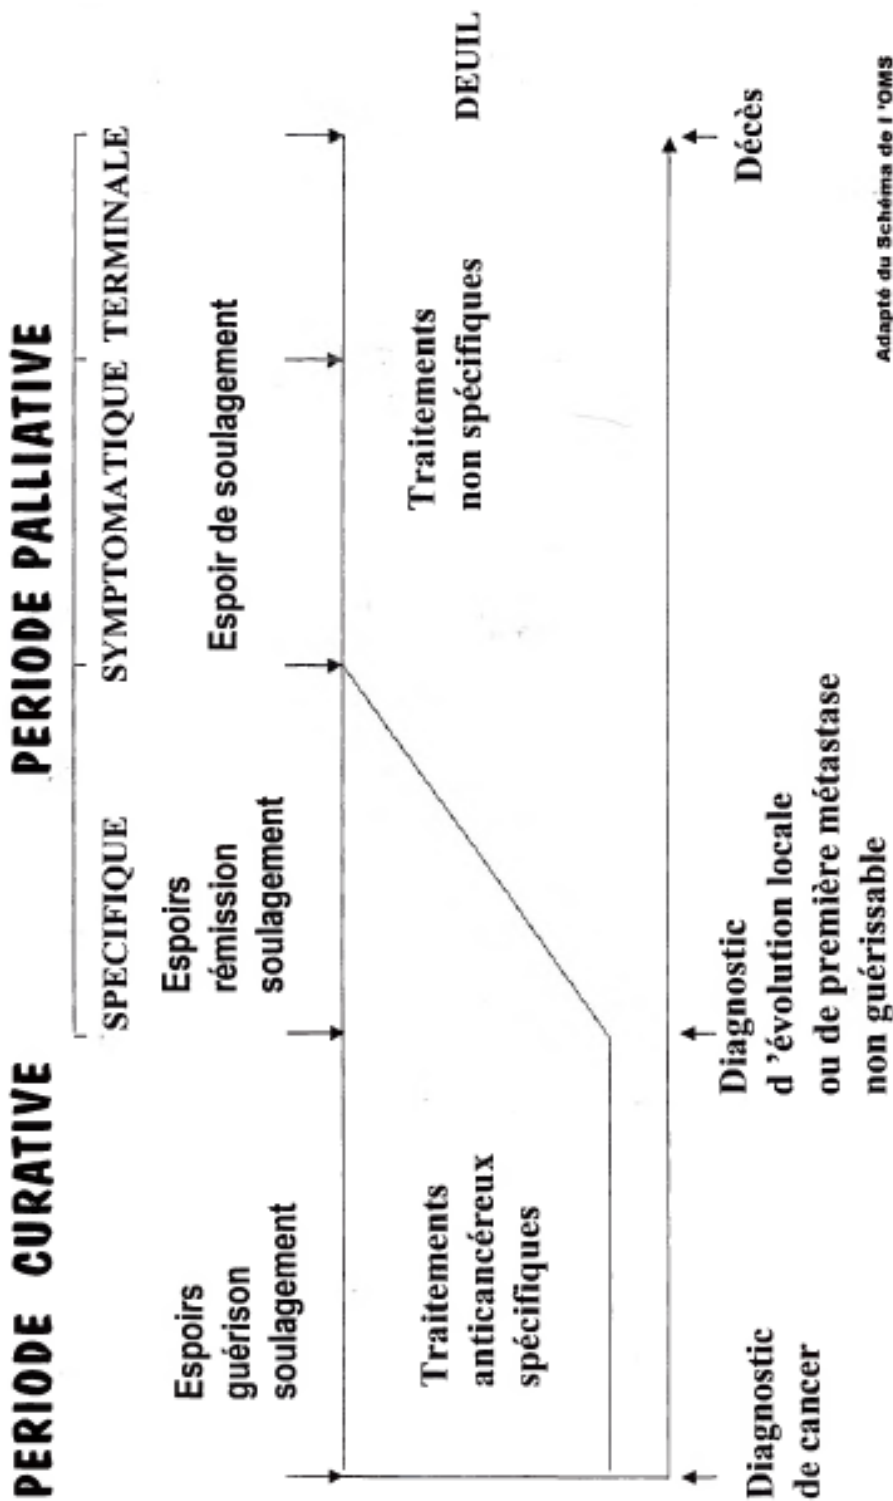 PERIODE CURATIVE
PERIODE PALLIATIVE
SPECIFIQUE
SYMPTOMATIQUE
TERMINALE
Espoirs
guérison
soulagement
Espoirs
rémission
soulagement
Espoir de soulagement
Traitements
anticancéreux
spécifiques
Traitements
non spécifiques
DEUIL
Diagnostic
de cancer
Diagnostic
d ’évolution locale
ou de première métastase
non guérissable
Décès
Adapté du Schéma de l 'OMS